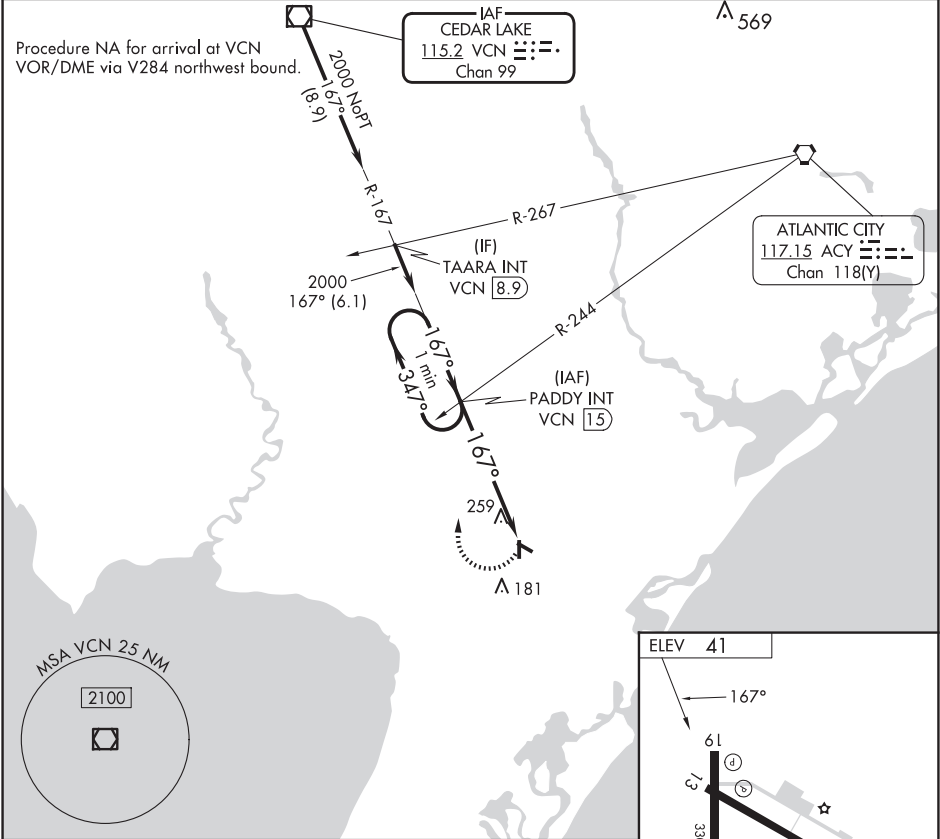 Procedure NA for arrival at VCN
VOR/DME via V284 northwest bound.
IAF
CEDAR LAKE
115.2 VCN
Chan 99
569
2000 NoPT
167°
(8.9)
R-167
R-267
ATLANTIC CITY
117.15 ACY
Chan 118(Y)
(IF)
TAARA INT
VCN 8.9
2000
167° (6.1)
R-244
167°
1 min
347°
(IAF)
PADDY INT
VCN 15
167°
259
181
MSA VCN 25 NM
2100
ELEV 41
167°
19
P
13
P